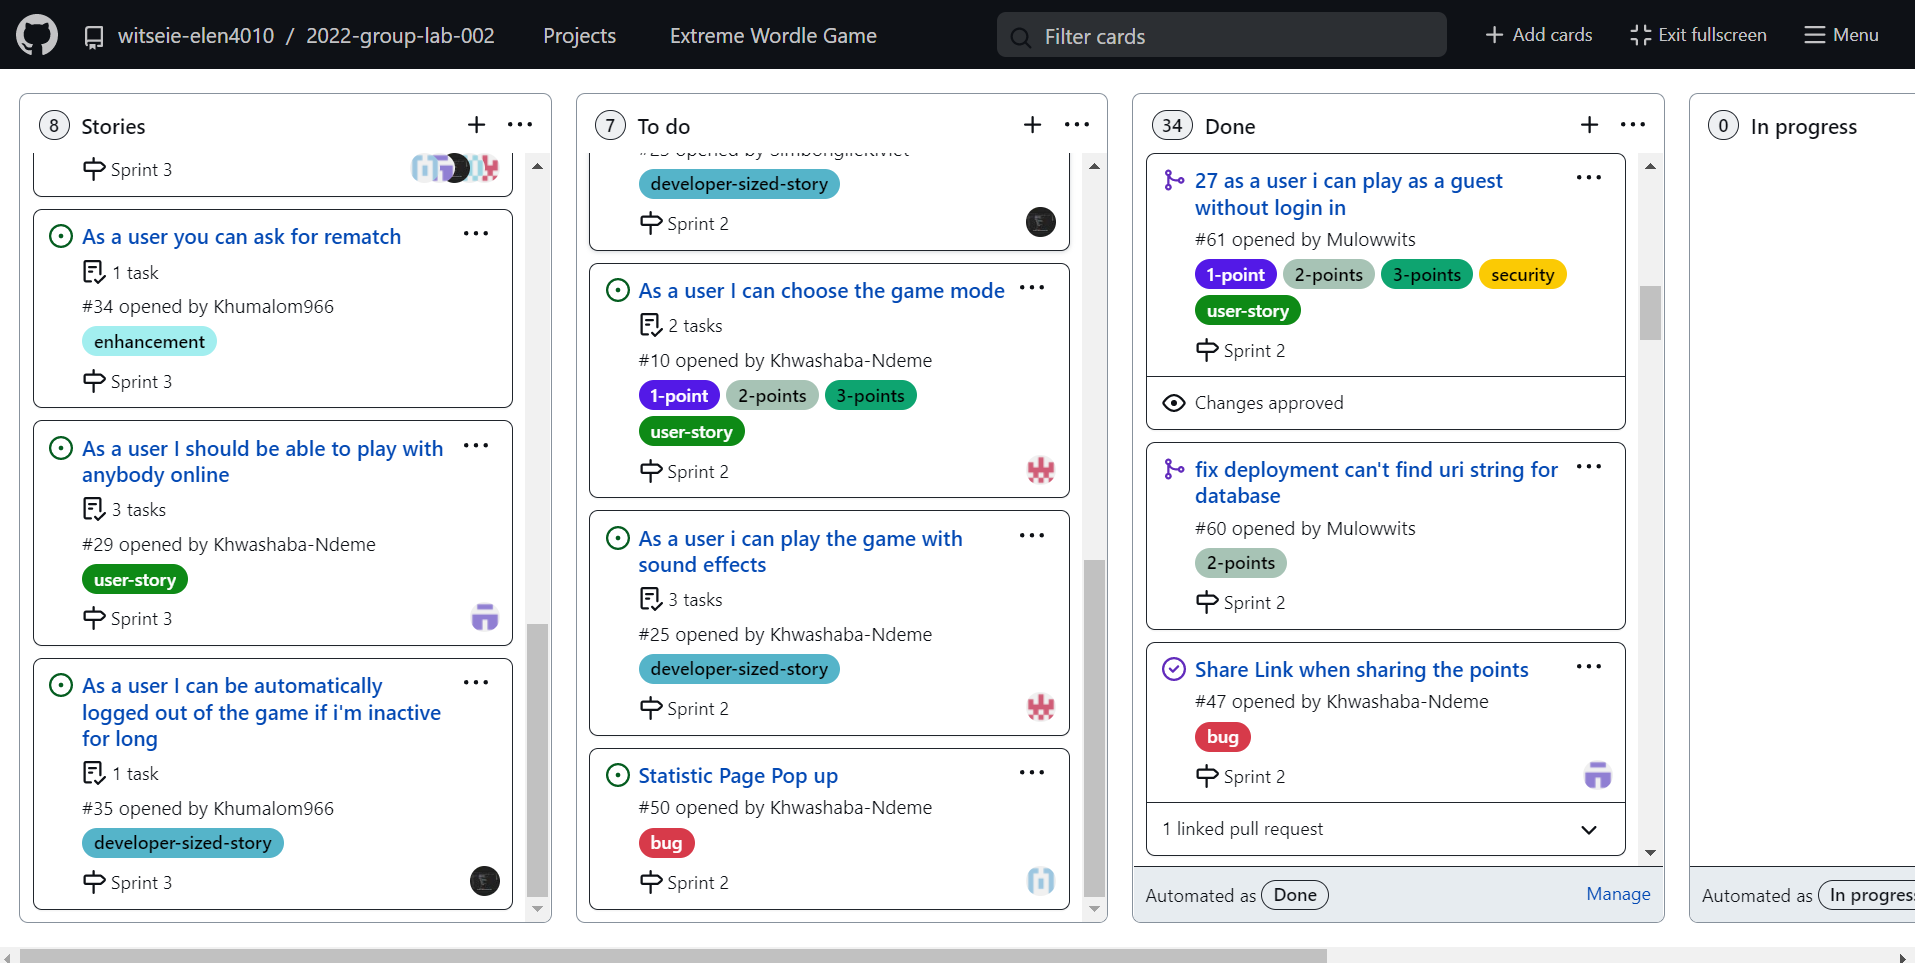 witseie-elen4010 / 2022-group-lab-002
Projects
Extreme Wordle Game
Filter cards
Add cards
Exit fullscreen
Menu
8 Stories
Sprint 3
As a user you can ask for rematch
1 task
#34 opened by Khumalom966
enhancement
Sprint 3
As a user I should be able to play with
anybody online
3 tasks
#29 opened by Khwashaba-Ndeme
user-story
Sprint 3
As a user I can be automatically
logged out of the game if i'm inactive
for long
1 task
#35 opened by Khumalom966
developer-sized-story
Sprint 3
7 To do
opened by
developer-sized-story
Sprint 2
As a user I can choose the game mode
2 tasks
#10 opened by Khwashaba-Ndeme
1-point 2-points 3-points
user-story
Sprint 2
As a user i can play the game with
sound effects
3 tasks
#25 opened by Khwashaba-Ndeme
developer-sized-story
Sprint 2
Statistic Page Pop up
#50 opened by Khwashaba-Ndeme
bug
Sprint 2
34 Done
27 as a user i can play as a guest
without login in
#61 opened by Mulowwits
1-point 2-points 3-points security
user-story
Sprint 2
Changes approved
fix deployment can't find uri string for
database
#60 opened by Mulowwits
2-points
Sprint 2
Share Link when sharing the points
#47 opened by Khwashaba-Ndeme
bug
Sprint 2
1 linked pull request
Automated as Done
Manage
0 In progress
Automated as In progress